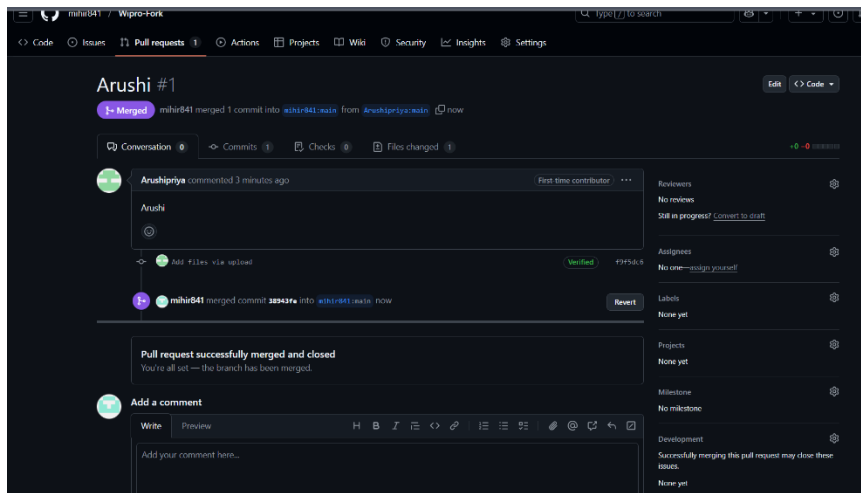 mihir841 / Wipro-Fork
Type / to search
Code Issues Pull requests 1 Actions Projects Wiki Security Insights Settings
Arushi #1
Edit <> Code
Merged mihir841 merged 1 commit into mihir841:main from Arushipriya:main now
Conversation 0 Commits 1 Checks 0 Files changed 1
+0 −0
Arushipriya commented 3 minutes ago First-time contributor
Arushi
Add files via upload Verified f9f5dc6
mihir841 merged commit 38943fe into mihir841:main now
Revert
Pull request successfully merged and closed
You're all set — the branch has been merged.
Add a comment
Write Preview
Add your comment here...
Reviewers
No reviews
Still in progress? Convert to draft
Assignees
No one—assign yourself
Labels
None yet
Projects
None yet
Milestone
No milestone
Development
Successfully merging this pull request may close these
issues.
None yet